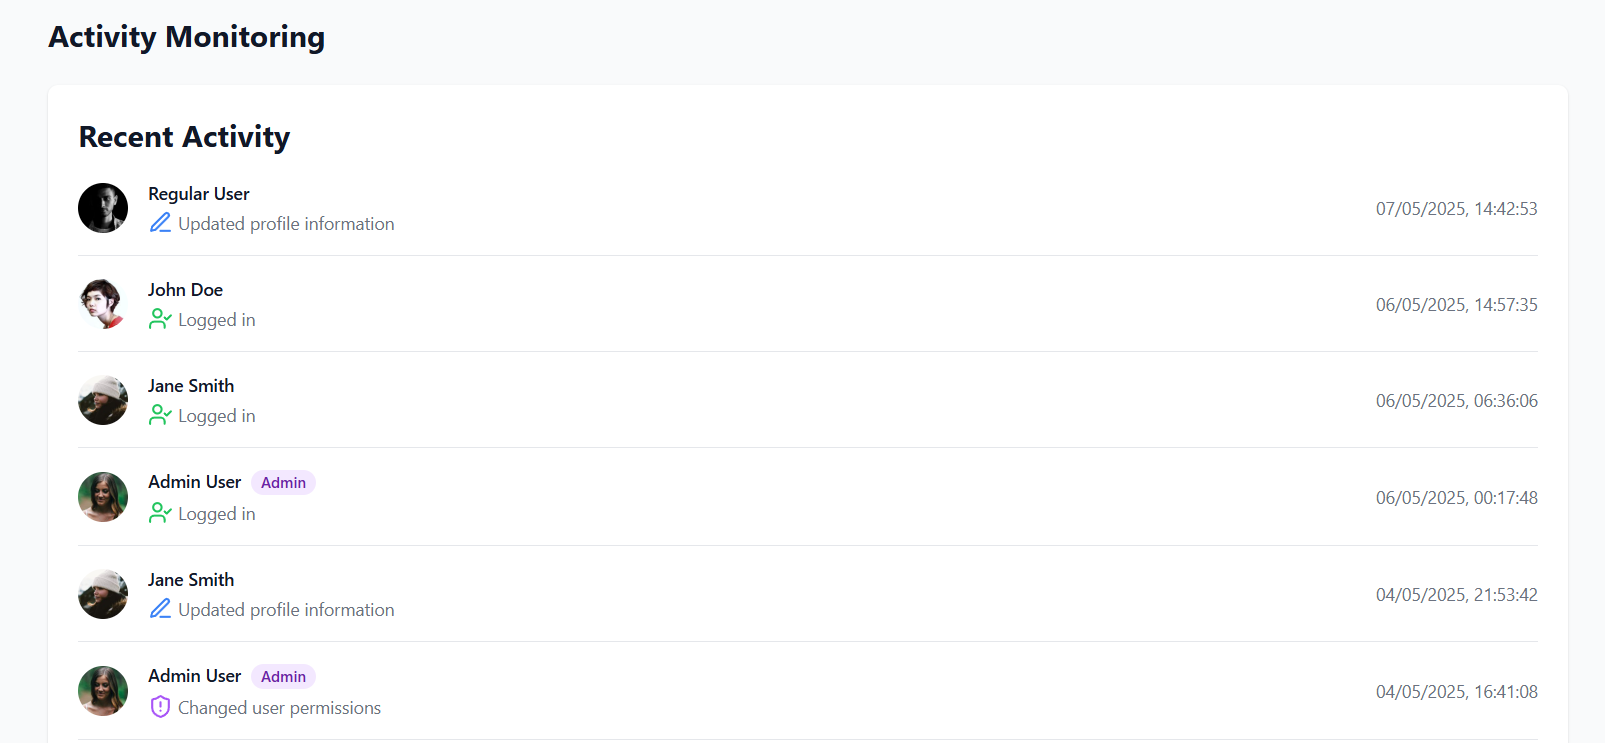 Activity Monitoring
Recent Activity
Regular User
Updated profile information
07/05/2025, 14:42:53
John Doe
Logged in
06/05/2025, 14:57:35
Jane Smith
Logged in
06/05/2025, 06:36:06
Admin User Admin
Logged in
06/05/2025, 00:17:48
Jane Smith
Updated profile information
04/05/2025, 21:53:42
Admin User Admin
Changed user permissions
04/05/2025, 16:41:08